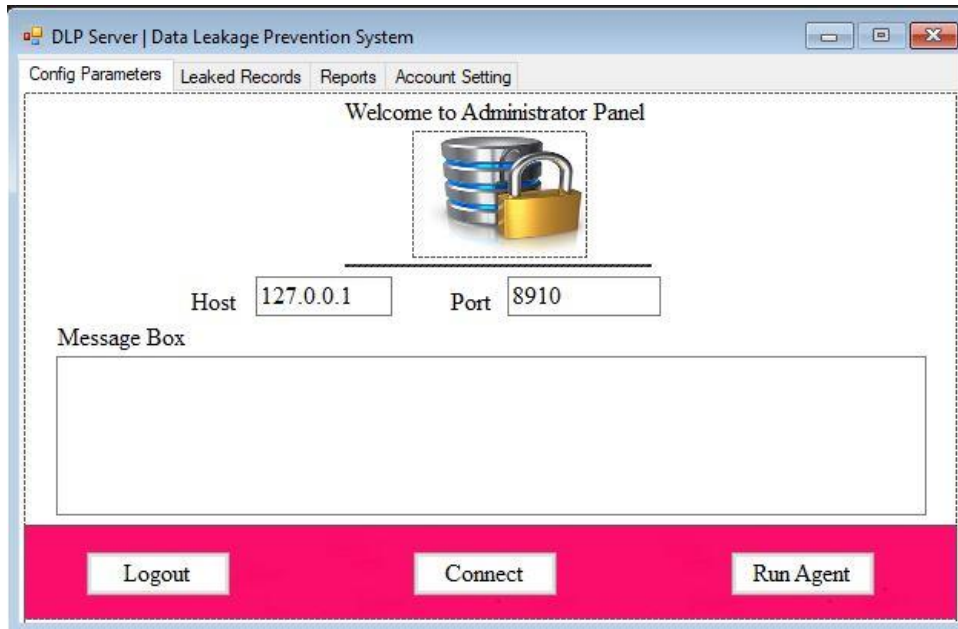 DLP Server | Data Leakage Prevention System
Config Parameters Leaked Records Reports Account Setting
Welcome to Administrator Panel
Host 127.0.0.1 Port 8910
Message Box
Logout Connect Run Agent